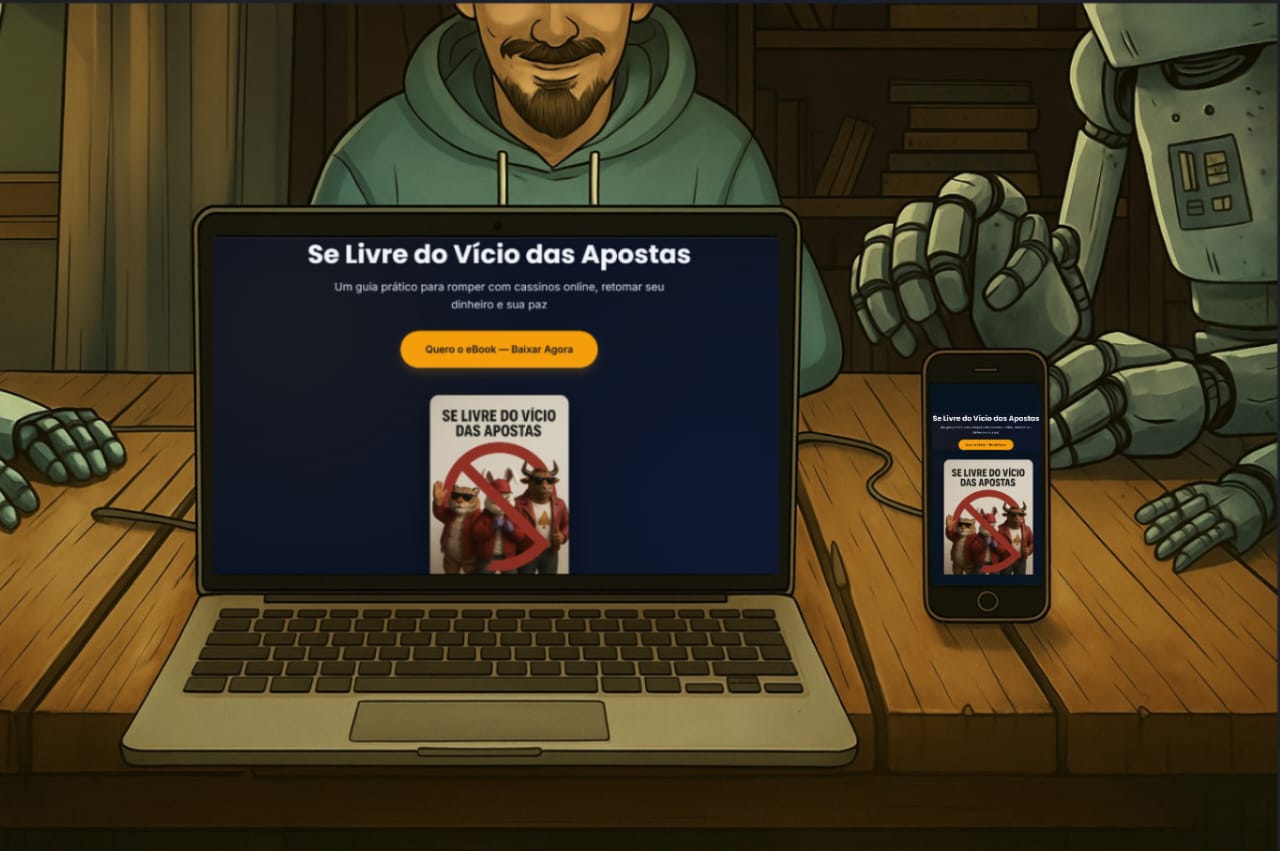 Se Livre do Vício das Apostas
Um guia prático para romper com cassinos online, retomar seu
dinheiro e sua paz
Quero o eBook — Baixar Agora
SE LIVRE DO VÍCIO
DAS APOSTAS
Se Livre do Vício das Apostas
SE LIVRE DO VÍCIO
DAS APOSTAS